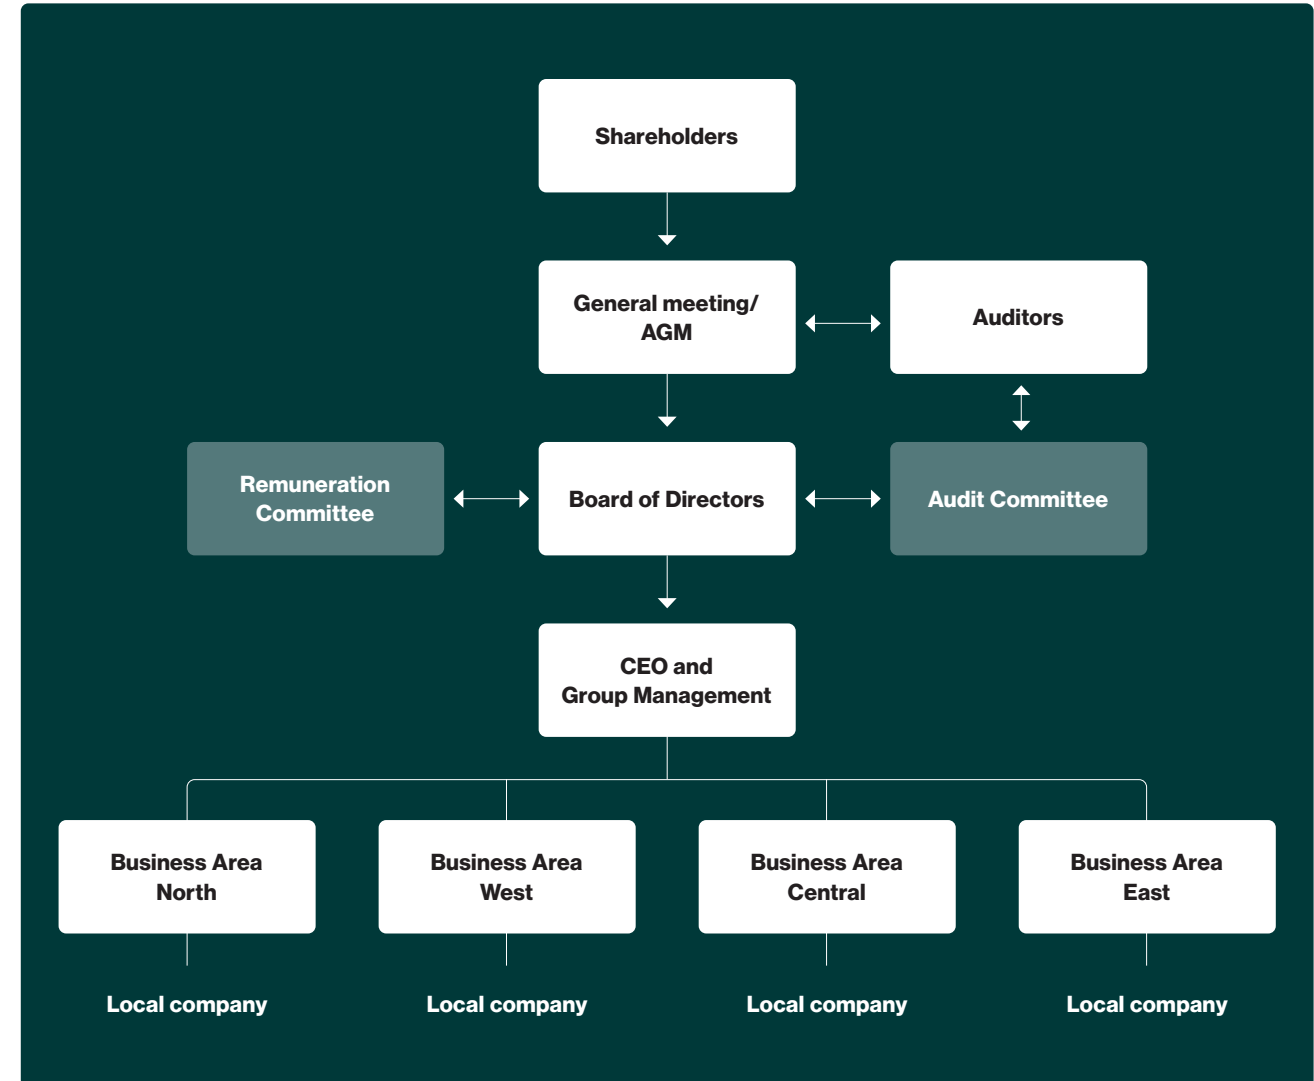 Shareholders
General meeting/
AGM
Auditors
Remuneration
Committee
Board of Directors
Audit Committee
CEO and
Group Management
Business Area
North
Business Area
West
Business Area
Central
Business Area
East
Local company
Local company
Local company
Local company